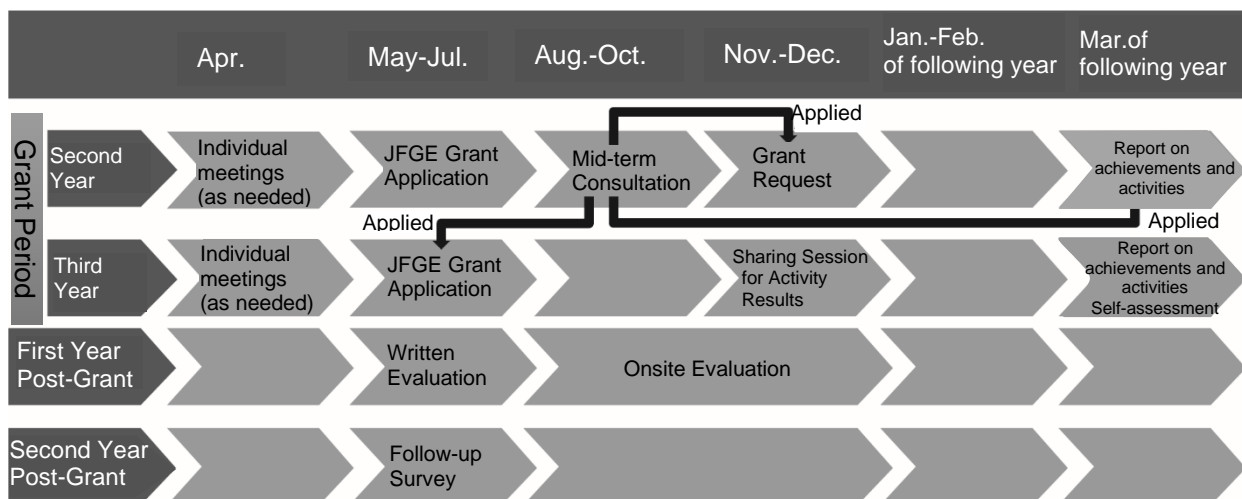 Apr.
May-Jul.
Aug.-Oct.
Nov.-Dec.
Jan.-Feb.
of following year
Mar.of
following year
Grant Period
Second
Year
Individual
meetings
(as needed)
JFGE Grant
Application
Mid-term
Consultation
Applied
Grant
Request
Report on
achievements and
activities
Applied
Applied
Third
Year
Individual
meetings
(as needed)
JFGE Grant
Application
Sharing Session
for Activity
Results
Report on
achievements and
activities
Self-assessment
First Year
Post-Grant
Written
Evaluation
Onsite Evaluation
Second Year
Post-Grant
Follow-up
Survey